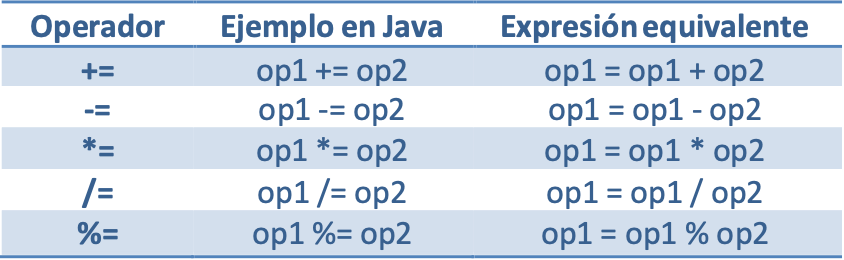 Operador Ejemplo en Java Expresión equivalente
+= op1 += op2 op1 = op1 + op2
-= op1 -= op2 op1 = op1 - op2
*= op1 *= op2 op1 = op1 * op2
/= op1 /= op2 op1 = op1 / op2
%= op1 %= op2 op1 = op1 % op2